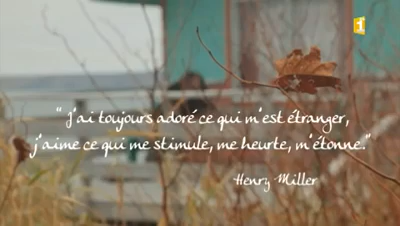 1
“ J'ai toujours adoré ce qui m'est étranger,
j'aime ce qui me stimule, me heurte, m'étonne.”
Henry Miller